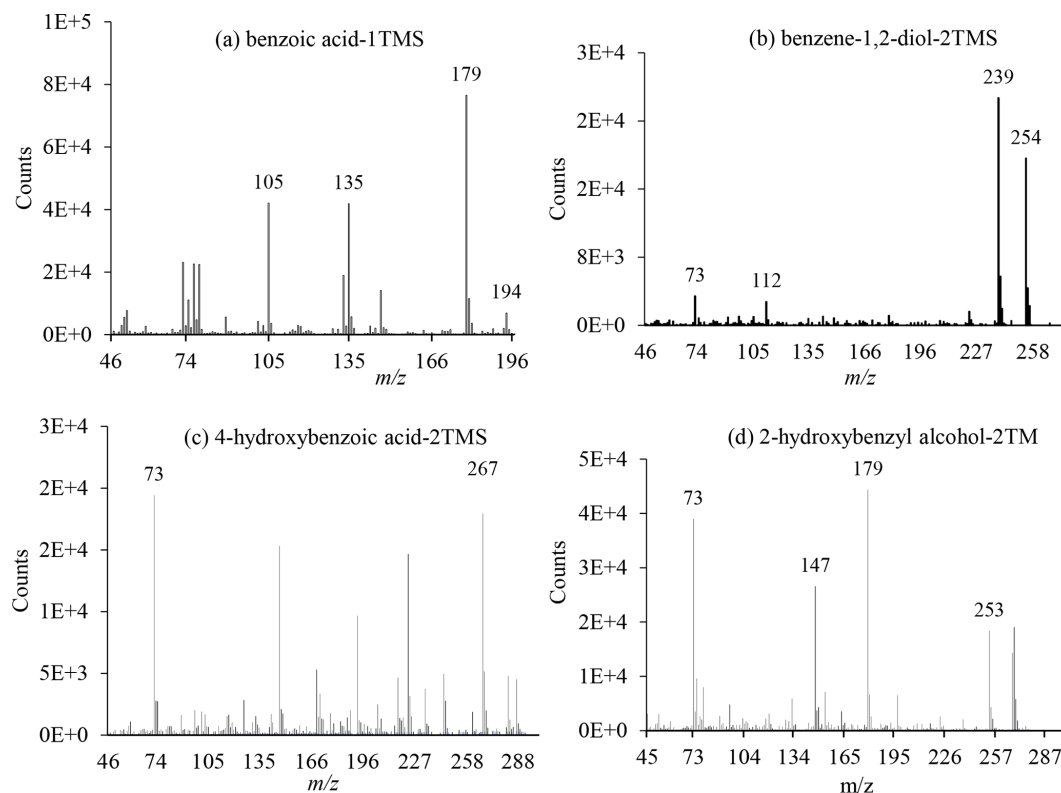 (a) benzoic acid-1TMS
1E+5
8E+4
6E+4
4E+4
2E+4
0E+0
Counts
179
105
135
194
46 74 105 135 166 196
m/z
(b) benzene-1,2-diol-2TMS
3E+4
2E+4
2E+4
8E+3
0E+0
Counts
239
254
73
112
46 74 105 135 166 196 227 258
m/z
(c) 4-hydroxybenzoic acid-2TMS
3E+4
2E+4
2E+4
1E+4
5E+3
0E+0
Counts
73
267
46 74 105 135 166 196 227 258 288
m/z
(d) 2-hydroxybenzyl alcohol-2TM
5E+4
4E+4
3E+4
2E+4
1E+4
0E+0
Counts
179
73
147
253
45 74 104 134 165 195 226 256 287
m/z